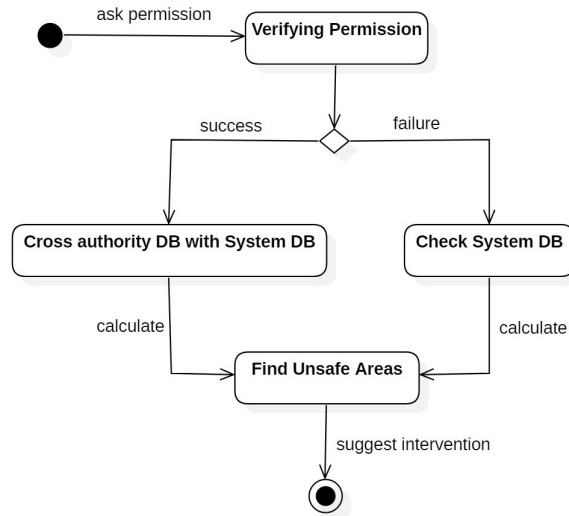 ask permission
Verifying Permission
success
failure
Cross authority DB with System DB
Check System DB
calculate
calculate
Find Unsafe Areas
suggest intervention